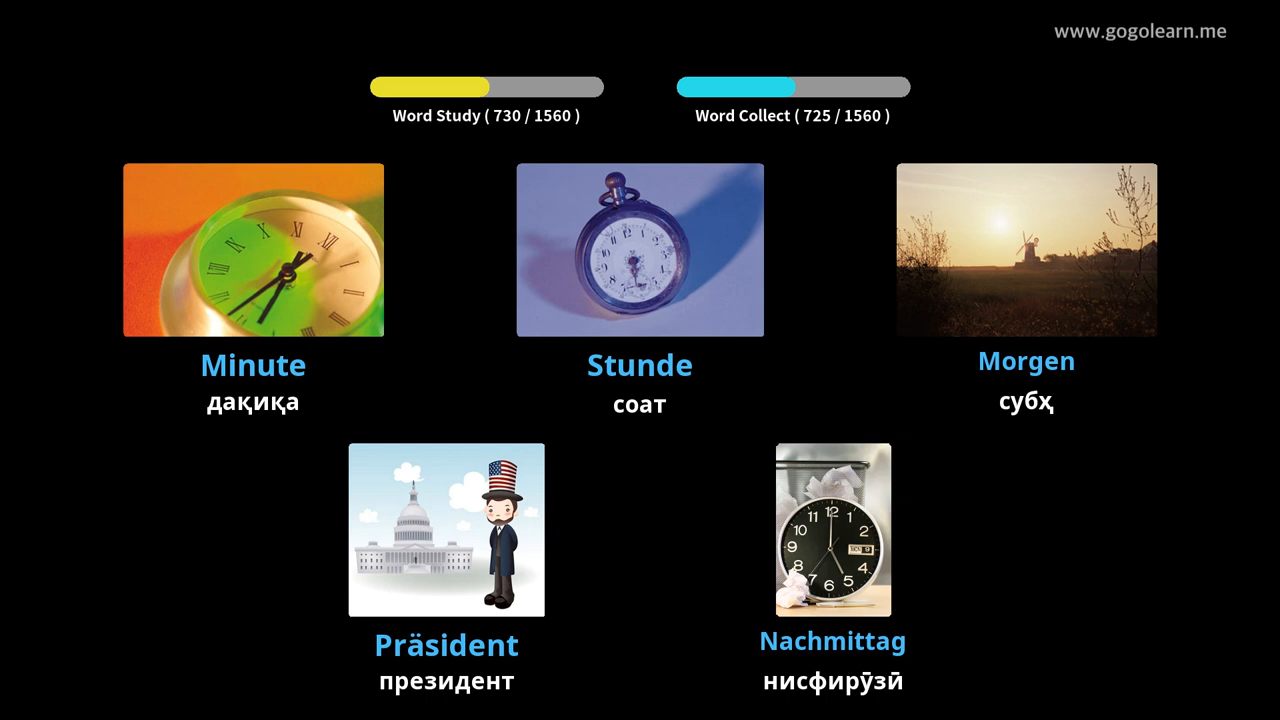 www.gogolearn.me
Word Study ( 730 / 1560 )
Word Collect ( 725 / 1560 )
Minute
дақиқа
Stunde
соат
Morgen
субҳ
Präsident
президент
Nachmittag
нисфирӯзӣ